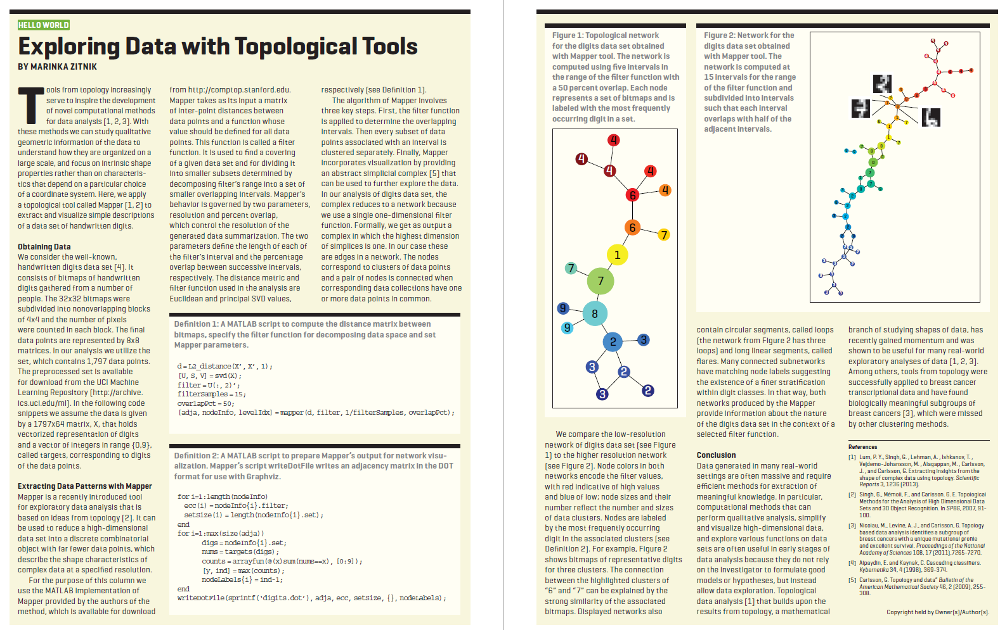 HELLO WORLD
Exploring Data with Topological Tools
BY MARINKA ZITNIK
Tools from topology increasingly
serve to inspire the development
of novel computational methods
for data analysis [1, 2, 3]. With
these methods we can study qualitative
geometric information of the data to
understand how they are organized on a
large scale, and focus on intrinsic shape
properties rather than on characteris-
tics that depend on a particular choice
of a coordinate system. Here, we apply
a topological tool called Mapper [1, 2] to
extract and visualize simple descriptions
of a data set of handwritten digits.
Obtaining Data
We consider the well-known,
handwritten digits data set [4]. It
consists of bitmaps of handwritten
digits gathered from a number of
people. The 32x32 bitmaps were
subdivided into nonoverlapping blocks
of 4x4 and the number of pixels
were counted in each block. The final
data points are represented by 8x8
matrices. In our analysis we utilize the
set, which contains 1,797 data points.
The preprocessed set is available
for download from the UCI Machine
Learning Repository (http://archive.
ics.uci.edu/ml). In the following code
snippets we assume the data is given
by a 1797x64 matrix, X, that holds
vectorized representation of digits
and a vector of integers in range {0,9},
called targets, corresponding to digits
of the data points.
Extracting Data Patterns with Mapper
Mapper is a recently introduced tool
for exploratory data analysis that is
based on ideas from topology [2]. It can
be used to reduce a high-dimensional
data set into a discrete combinatorial
object with far fewer data points, which
describe the shape characteristics of
complex data at a specified resolution.
For the purpose of this column we
use the MATLAB implementation of
Mapper provided by the authors of the
method, which is available for download
from http://comptop.stanford.edu.
Mapper takes as its input a matrix
of inter-point distances between
data points and a function whose
value should be defined for all data
points. This function is called a filter
function. It is used to find a covering
of a given data set and for dividing it
into smaller subsets determined by
decomposing filter's range into a set of
smaller overlapping intervals. Mapper's
behavior is governed by two parameters,
resolution and percent overlap,
which control the resolution of the
generated data summarization. The two
parameters define the length of each of
the filter's interval and the percentage
overlap between successive intervals,
respectively. The distance metric and
filter function used in the analysis are
Euclidean and principal SVD values,
respectively (see Definition 1).
The algorithm of Mapper involves
three key steps. First, the filter function
is applied to determine the overlapping
intervals. Then every subset of data
points associated with an interval is
clustered separately. Finally, Mapper
incorporates visualization by providing
an abstract simplicial complex [5] that
can be used to further explore the data.
In our analysis of digits data set, the
complex reduces to a network because
we use a single one-dimensional filter
function. Formally, we get as output a
complex in which the highest dimension
of simplices is one. In our case these
are edges in a network. The nodes
correspond to clusters of data points
and a pair of nodes is connected when
corresponding data collections have one
or more data points in common.
Definition 1: A MATLAB script to compute the distance matrix between
bitmaps, specify the filter function for decomposing data space and set
Mapper parameters.
d = L2_distance(X', X', 1);
[U, S, V] = svd(X);
filter = U(:, 2)';
filterSamples = 15;
overlapPct = 50;
[adja, nodeInfo, levelIdx] = mapper(d, filter, 1/filterSamples, overlapPct);
Definition 2: A MATLAB script to prepare Mapper's output for network visu-
alization. Mapper's script writeDotFile writes an adjacency matrix in the DOT
format for use with Graphviz.
for i=1:length(nodeInfo)
ecc(i) = nodeInfo{i}.filter;
setSize(i) = length(nodeInfo{i}.set);
end
for i=1:max(size(adja))
digs = nodeInfo{i}.set;
nums = targets(digs);
counts = arrayfun(@(x)sum(nums==x), [0:9]);
[y, ind] = max(counts);
nodeLabels{i} = ind-1;
end
writeDotFile(sprintf('digits.dot'), adja, ecc, setSize, {}, nodeLabels);
Figure 1: Topological network
for the digits data set obtained
with Mapper tool. The network is
computed using five intervals in
the range of the filter function with
a 50 percent overlap. Each node
represents a set of bitmaps and is
labeled with the most frequently
occurring digit in a set.
4
4
4
4
4
6
6
7
1
7
7
9
8
9
2
3
3
2
3
2
Figure 2: Network for the
digits data set obtained
with Mapper tool. The
network is computed at
15 intervals for the range
of the filter function and
subdivided into intervals
such that each interval
overlaps with half of the
adjacent intervals.
We compare the low-resolution
network of digits data set (see Figure
1) to the higher resolution network
(see Figure 2). Node colors in both
networks encode the filter values,
with red indicative of high values
and blue of low; node sizes and their
number reflect the number and sizes
of data clusters. Nodes are labeled
by the most frequently occurring
digit in the associated clusters (see
Definition 2). For example, Figure 2
shows bitmaps of representative digits
for three clusters. The connection
between the highlighted clusters of
"6" and "7" can be explained by the
strong similarity of the associated
bitmaps. Displayed networks also
contain circular segments, called loops
(the network from Figure 2 has three
loops) and long linear segments, called
flares. Many connected subnetworks
have matching node labels suggesting
the existence of a finer stratification
within digit classes. In that way, both
networks produced by the Mapper
provide information about the nature
of the digits data set in the context of a
selected filter function.
Conclusion
Data generated in many real-world
settings are often massive and require
efficient methods for extraction of
meaningful knowledge. In particular,
computational methods that can
perform qualitative analysis, simplify
and visualize high-dimensional data,
and explore various functions on data
sets are often useful in early stages of
data analysis because they do not rely
on the investigator to formulate good
models or hypotheses, but instead
allow data exploration. Topological
data analysis [1] that builds upon the
results from topology, a mathematical
branch of studying shapes of data, has
recently gained momentum and was
shown to be useful for many real-world
exploratory analyses of data [1, 2, 3].
Among others, tools from topology were
successfully applied to breast cancer
transcriptional data and have found
biologically meaningful subgroups of
breast cancers [3], which were missed
by other clustering methods.
References
[1] Lum, P. Y., Singh, G., Lehman, A., Ishkanov, T.,
Vejdemo-Johansson, M., Alagappan, M., Carlsson,
J., and Carlsson, G. Extracting insights from the
shape of complex data using topology. Scientific
Reports 3, 1236 (2013).
[2] Singh, G., Mémoli, F., and Carlsson. G. E. Topological
Methods for the Analysis of High Dimensional Data
Sets and 3D Object Recognition. In SPBG, 2007, 91-
100.
[3] Nicolau, M., Levine, A. J., and Carlsson, G. Topology
based data analysis identifies a subgroup of
breast cancers with a unique mutational profile
and excellent survival. Proceedings of the National
Academy of Sciences 108, 17 (2011),7265-7270.
[4] Alpaydin, E. and Kaynak, C. Cascading classifiers.
Kybernetika 34, 4 (1998), 369-374.
[5] Carlsson, G. Topology and data" Bulletin of the
American Mathematical Society 46, 2 (2009), 255-
308.
Copyright held by Owner(s)/Author(s).